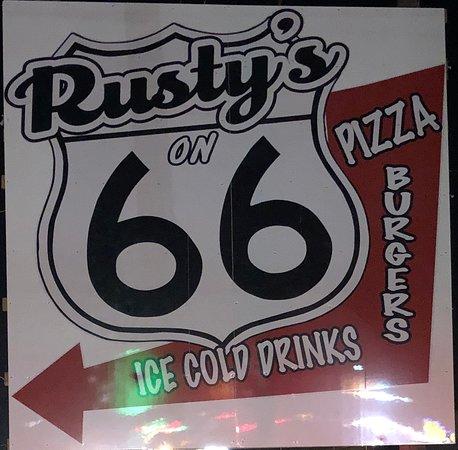 Rusty's
ON
66
PIZZA
BURGERS
ICE COLD DRINKS